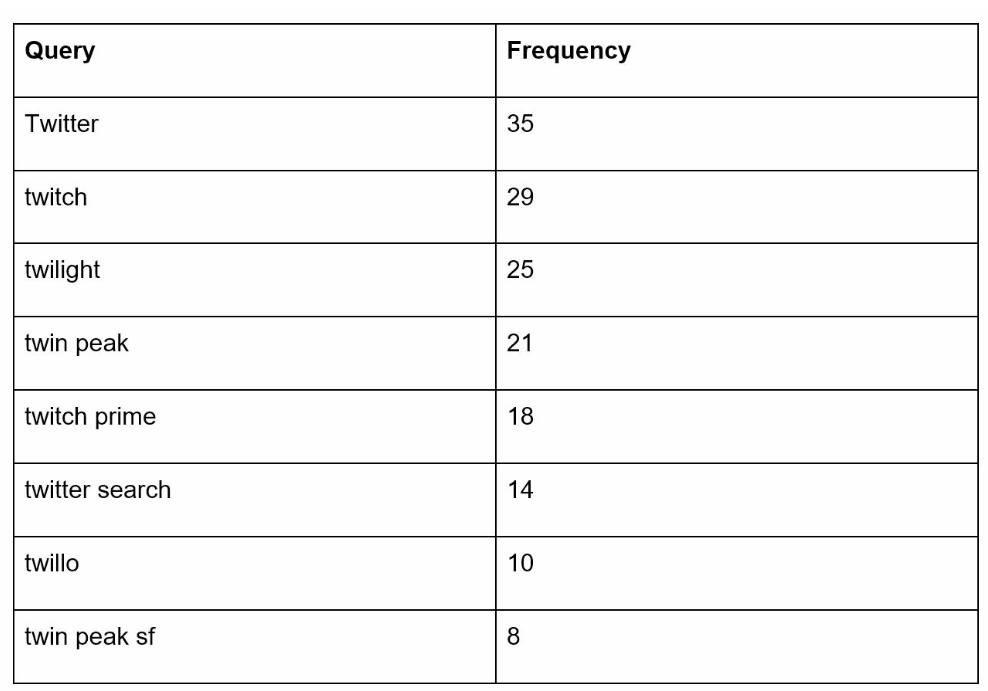 Query Frequency
Twitter 35
twitch 29
twilight 25
twin peak 21
twitch prime 18
twitter search 14
twillo 10
twin peak sf 8